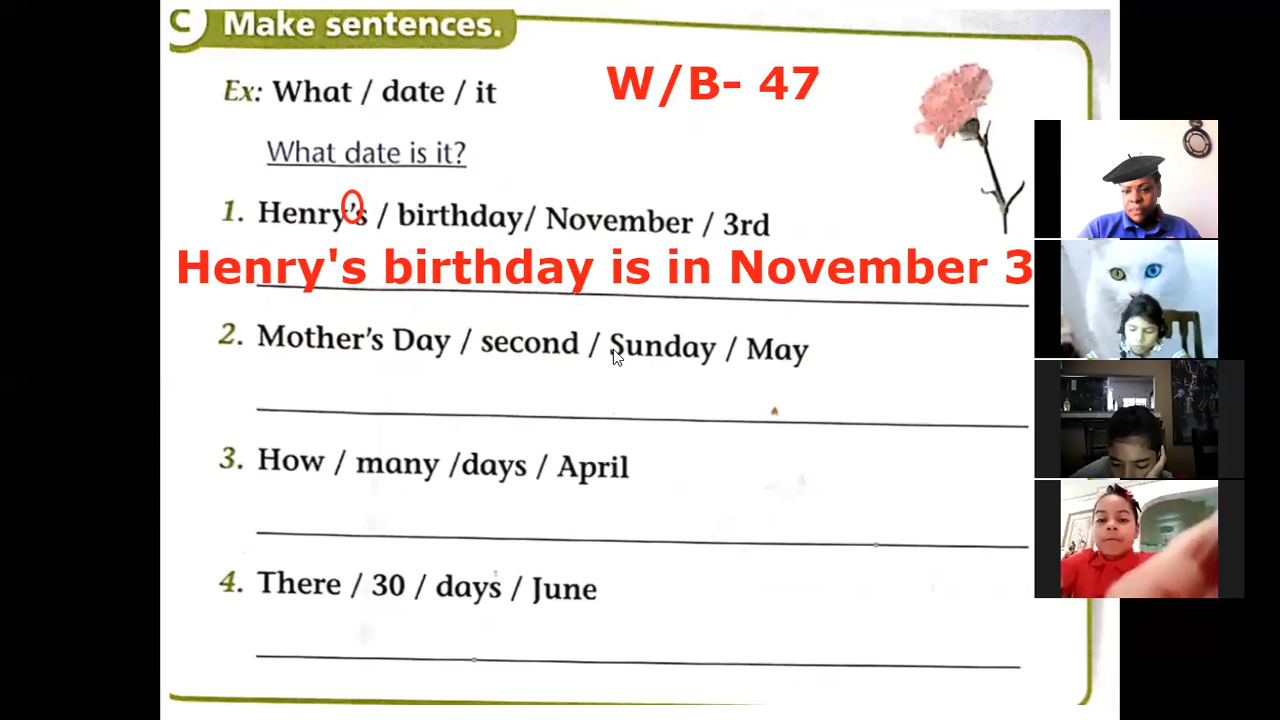 C Make sentences.
Ex: What / date / it
W/B- 47
What date is it?
1. Henry's / birthday/ November / 3rd
Henry's birthday is in November 3
2. Mother's Day / second / Sunday / May
3. How / many /days / April
4. There / 30 / days / June